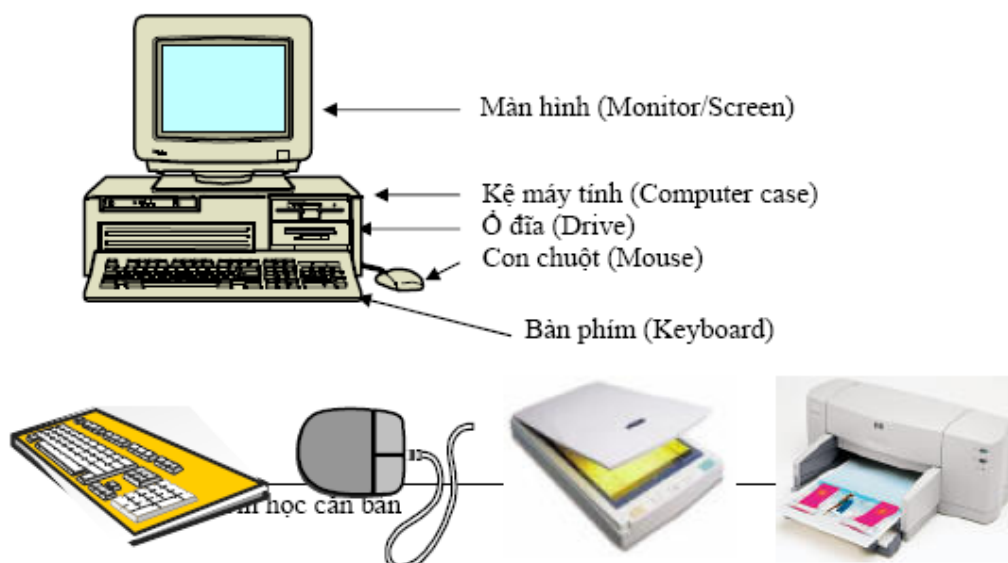 Màn hình (Monitor/Screen)
Kệ máy tính (Computer case)
Ổ đĩa (Drive)
Con chuột (Mouse)
Bàn phím (Keyboard)
học căn bản